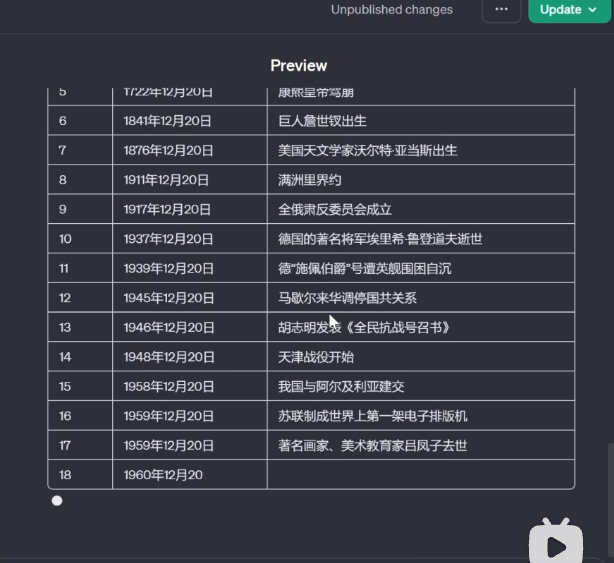 Unpublished changes ... Update
Preview
5 1722年12月20日 康熙皇帝驾崩
6 1841年12月20日 巨人詹世钗出生
7 1876年12月20日 美国天文学家沃尔特·亚当斯出生
8 1911年12月20日 满洲里界约
9 1917年12月20日 全俄肃反委员会成立
10 1937年12月20日 德国的著名将军埃里希·鲁登道夫逝世
11 1939年12月20日 德“施佩伯爵”号遭英舰围困自沉
12 1945年12月20日 马歇尔来华调停国共关系
13 1946年12月20日 胡志明发表《全民抗战号召书》
14 1948年12月20日 天津战役开始
15 1958年12月20日 我国与阿尔及利亚建交
16 1959年12月20日 苏联制成世界上第一架电子排版机
17 1959年12月20日 著名画家、美术教育家吕凤子去世
18 1960年12月20